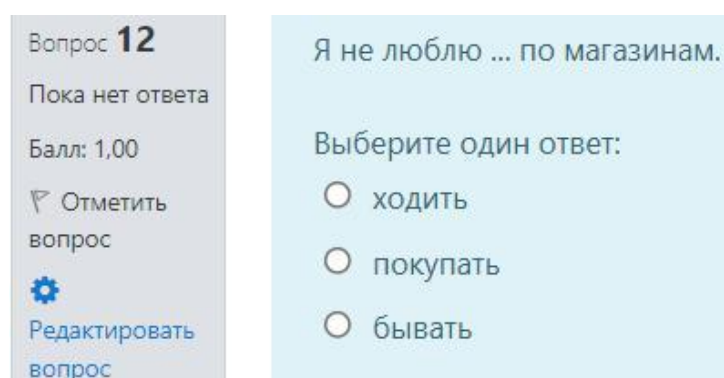 Вопрос 12
Пока нет ответа
Балл: 1,00
Отметить
вопрос
Редактировать
вопрос
Я не люблю ... по магазинам.
Выберите один ответ:
ходить
покупать
бывать